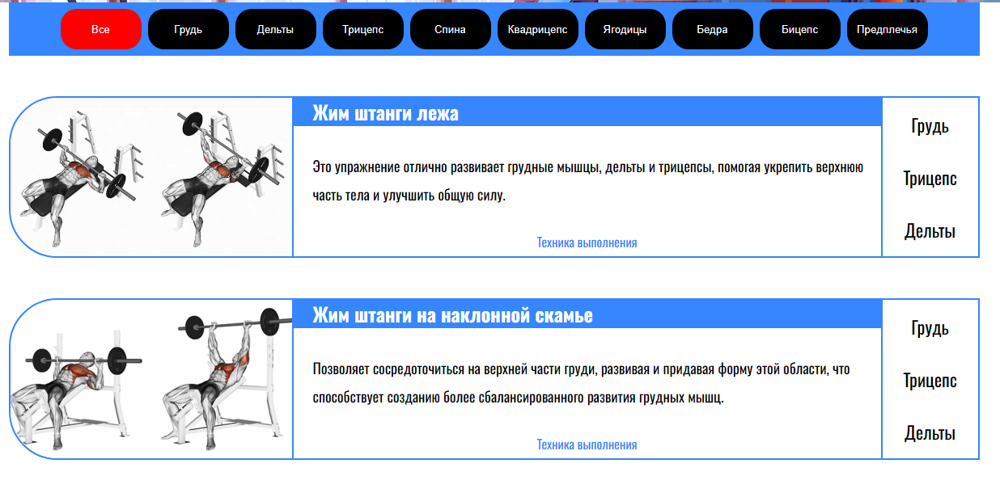 Все Грудь Дельты Трицепс Спина Квадрицепс Ягодицы Бедра Бицепс Предплечья
Жим штанги лежа
Это упражнение отлично развивает грудные мышцы, дельты и трицепсы, помогая укрепить верхнюю
часть тела и улучшить общую силу.
Техника выполнения
Грудь
Трицепс
Дельты
Жим штанги на наклонной скамье
Позволяет сосредоточиться на верхней части груди, развивая и придавая форму этой области, что
способствует созданию более сбалансированного развития грудных мышц.
Техника выполнения
Грудь
Трицепс
Дельты